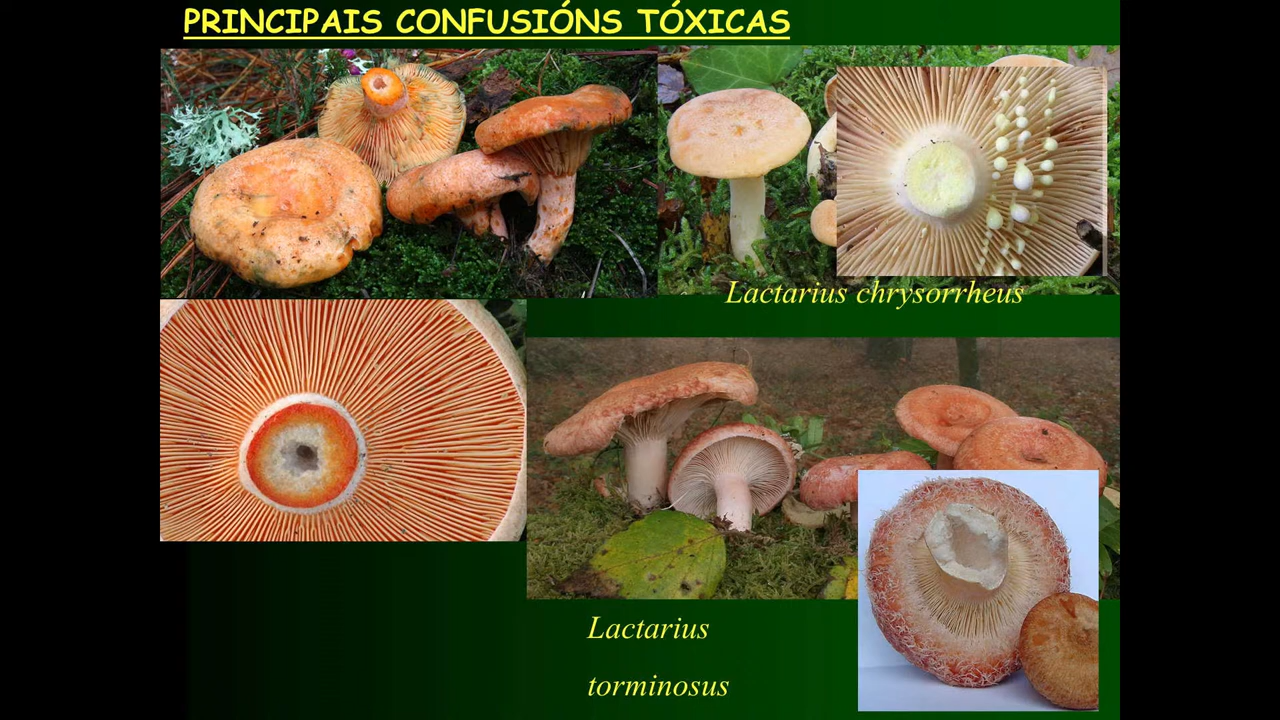 PRINCIPAIS CONFUSIÓNS TÓXICAS
Lactarius chrysorrheus
Lactarius
torminosus